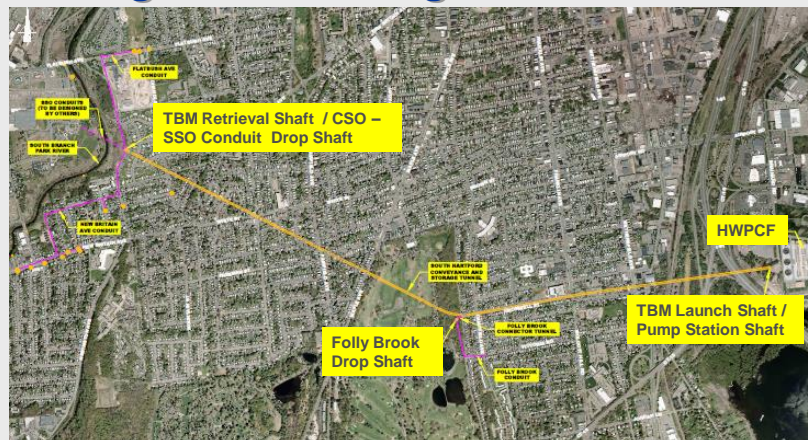 FLATBUSH AVE
CONDUIT
SSO CONDUITS
(TO BE DESIGNED
BY OTHERS)
SOUTH BRANCH
PARK RIVER
TBM Retrieval Shaft / CSO –
SSO Conduit Drop Shaft
NEW BRITAIN
AVE CONDUIT
HWPCF
SOUTH HARTFORD
CONVEYANCE AND
STORAGE TUNNEL
TBM Launch Shaft /
Pump Station Shaft
Folly Brook
Drop Shaft
FOLLY BROOK
CONNECTOR TUNNEL
FOLLY BROOK
CONDUIT